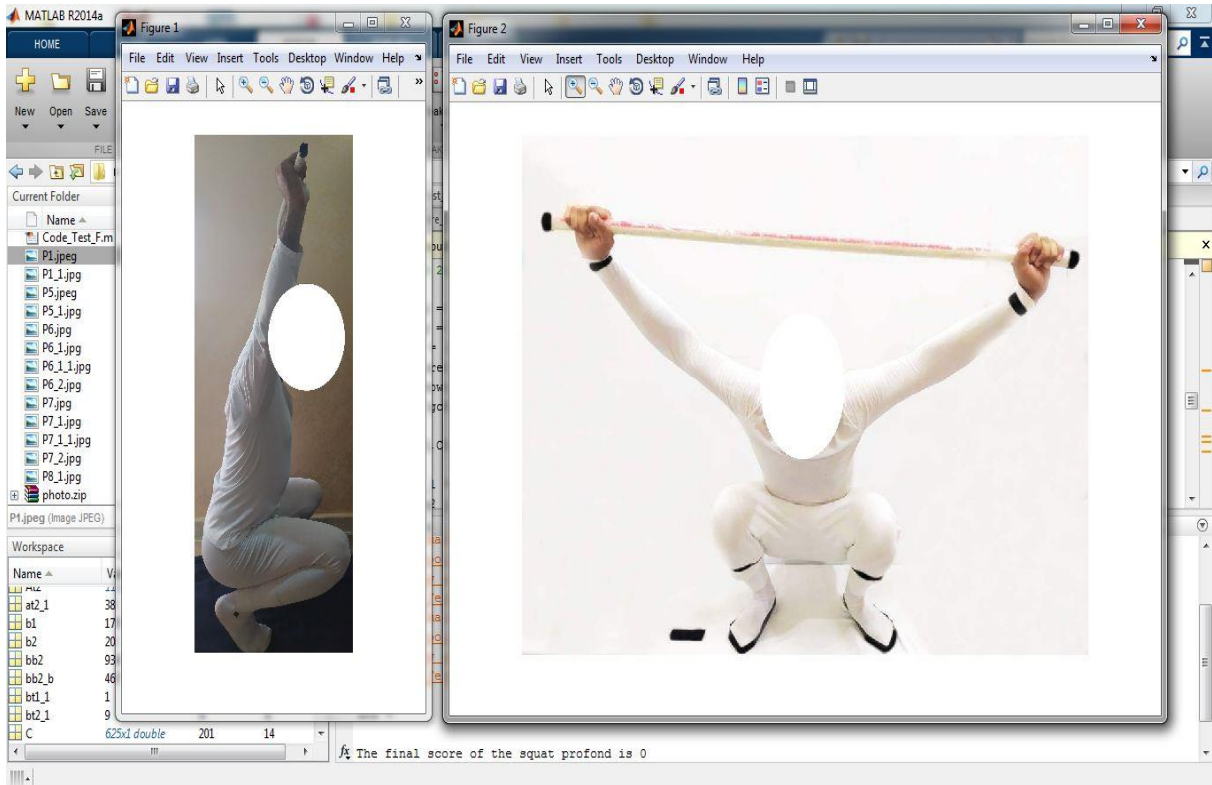 MATLAB R2014a
HOME
New Open Save
FILE
Current Folder
Name
Code_Test_F.m
P1.jpeg
P1_1.jpg
P5.jpeg
P5_1.jpg
P6.jpg
P6_1.jpg
P6_1_1.jpg
P6_2.jpg
P7.jpg
P7_1.jpg
P7_1_1.jpg
P7_2.jpg
P8_1.jpg
photo.zip
P1.jpeg (Image JPEG)
Workspace
Name
at2_1 38
b1 17
b2 20
bb2 93
bb2_b 46
bt1_1 1
bt2_1 9
C 625x1 double 201 14
Figure 1
File Edit View Insert Tools Desktop Window Help
Figure 2
File Edit View Insert Tools Desktop Window Help
fx The final score of the squat profond is 0